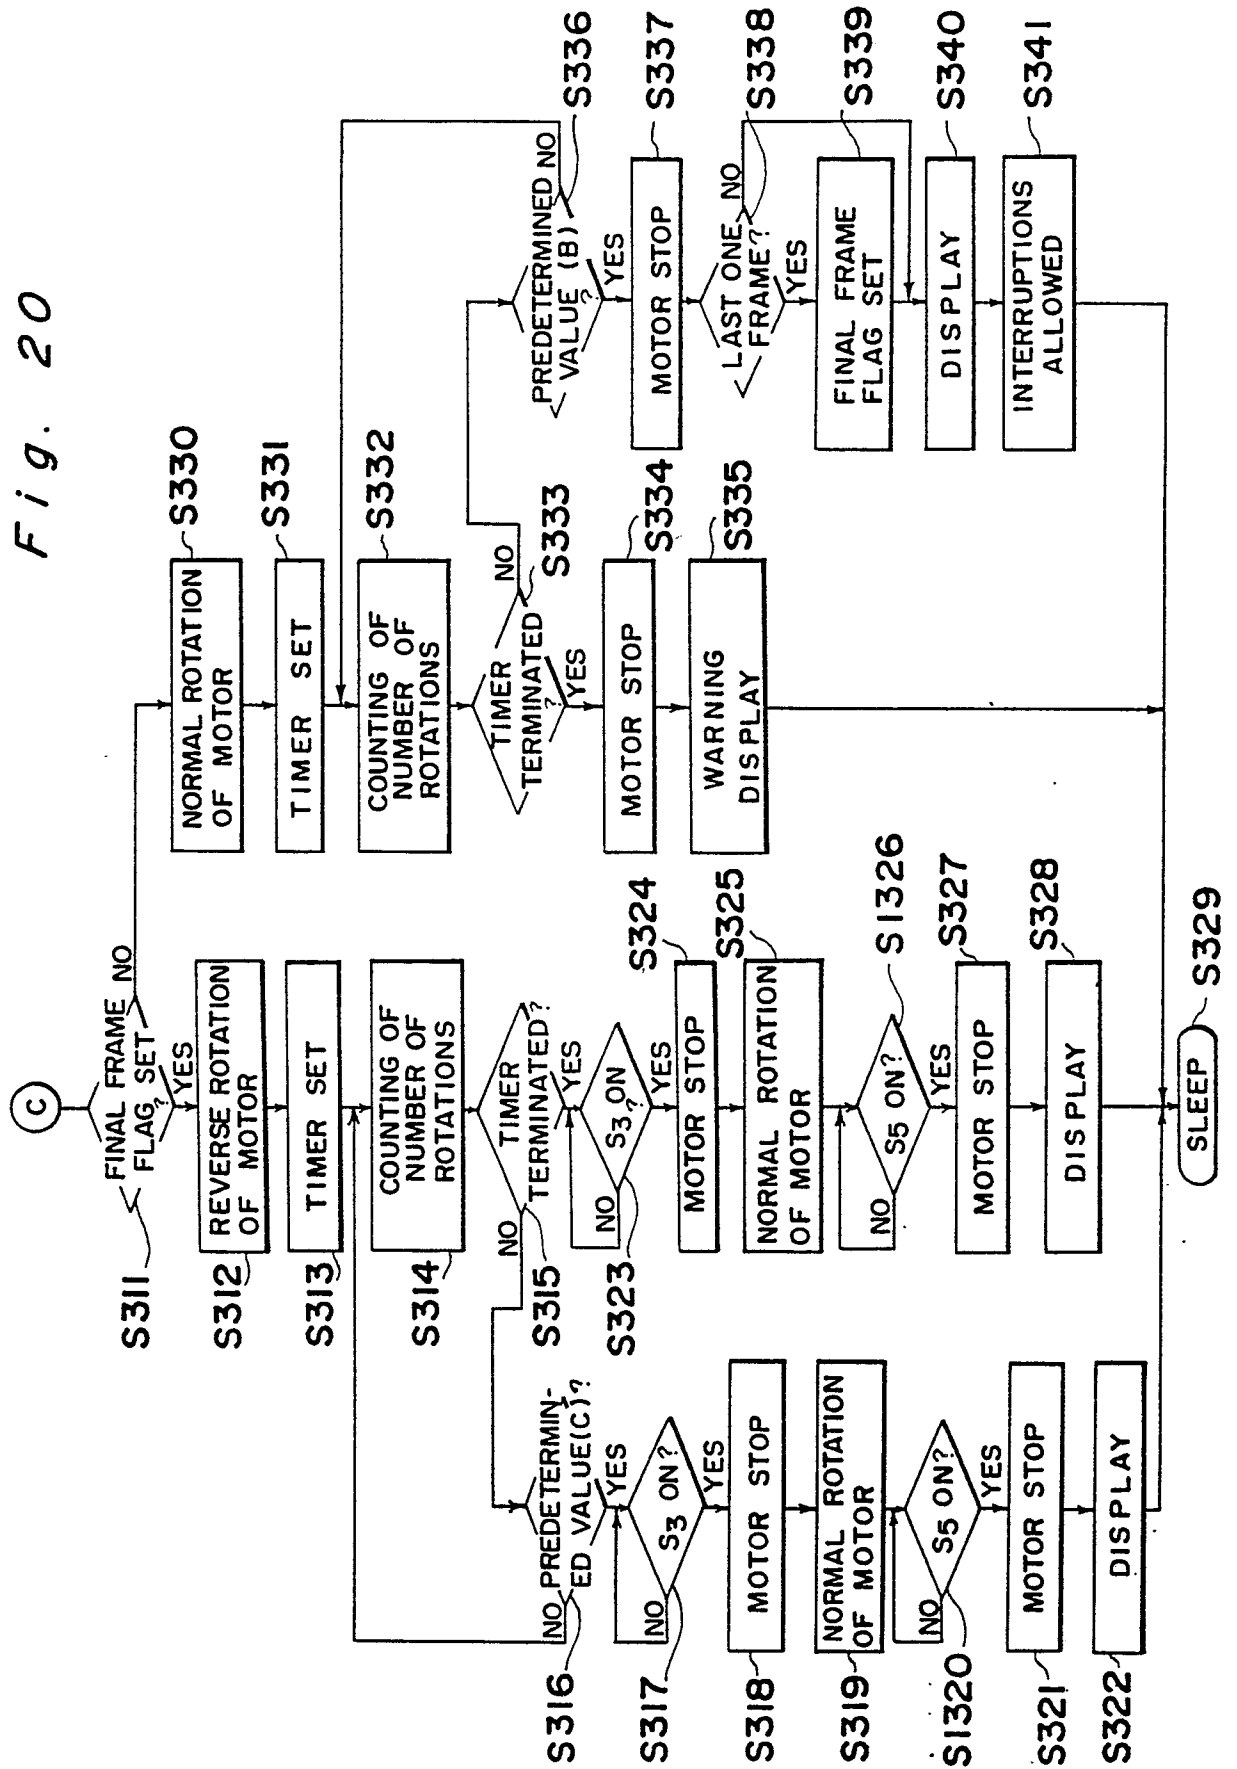 Fig. 20
C
FINAL FRAME
FLAG SET
?
NO
YES
S311
REVERSE ROTATION
OF MOTOR
S312
TIMER SET
S313
COUNTING OF
NUMBER OF
ROTATIONS
S314
TIMER
TERMINATED?
NO
YES
S315
PREDETERMIN-
ED VALUE(C)?
NO
YES
S316
S3 ON?
NO
YES
S317
MOTOR STOP
S318
NORMAL ROTATION
OF MOTOR
S319
S5 ON?
NO
YES
S1320
MOTOR STOP
S321
DISPLAY
S322
S3 ON
?
NO
YES
S323
MOTOR STOP
S324
NORMAL ROTATION
OF MOTOR
S325
S5 ON?
NO
YES
S1326
MOTOR STOP
S327
DISPLAY
S328
SLEEP
S329
NORMAL ROTATION
OF MOTOR
S330
TIMER SET
S331
COUNTING OF
NUMBER OF
ROTATIONS
S332
TIMER
TERMINATED
?
NO
YES
S333
MOTOR STOP
S334
WARNING
DISPLAY
S335
PREDETERMINED
VALUE (B)
?
NO
YES
S336
MOTOR STOP
S337
LAST ONE
FRAME?
NO
YES
S338
FINAL FRAME
FLAG SET
S339
DISPLAY
S340
INTERRUPTIONS
ALLOWED
S341